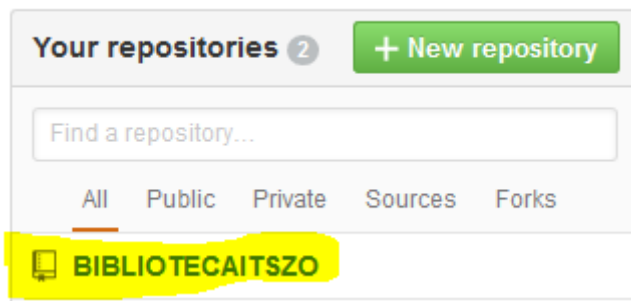 Your repositories 2 + New repository
Find a repository...
All Public Private Sources Forks
BIBLIOTECAITSZO